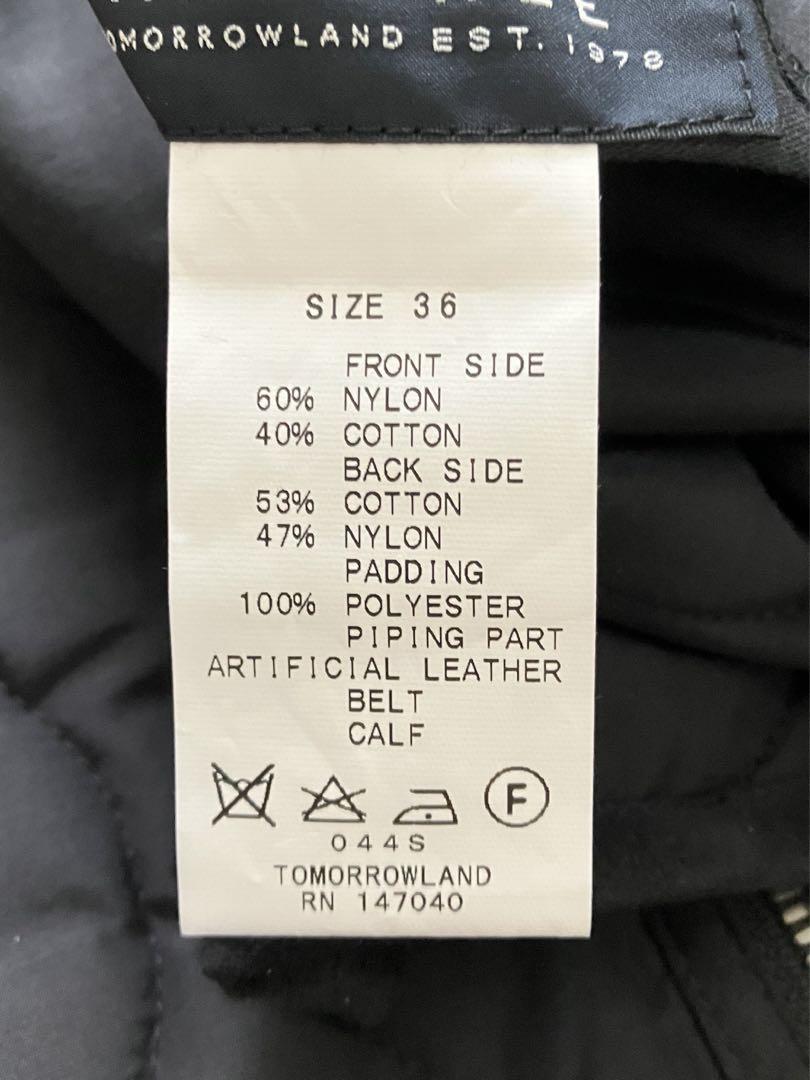 TOMORROWLAND EST. 1978
SIZE 36
FRONT SIDE
60% NYLON
40% COTTON
BACK SIDE
53% COTTON
47% NYLON
PADDING
100% POLYESTER
PIPING PART
ARTIFICIAL LEATHER
BELT
CALF
F
044S
TOMORROWLAND
RN 147040